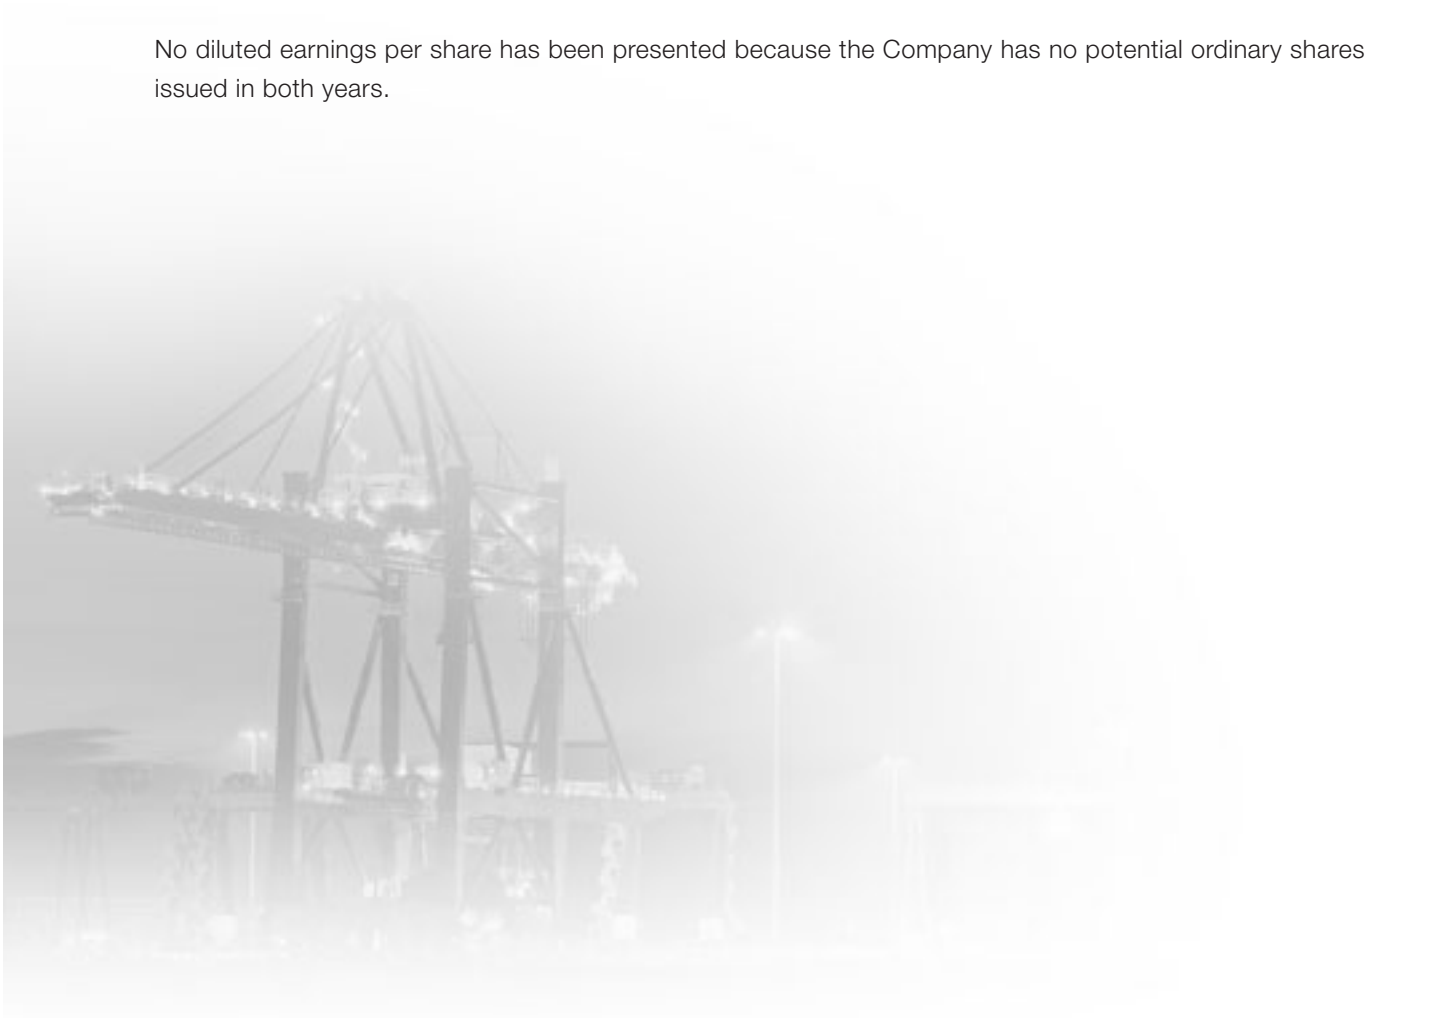 No diluted earnings per share has been presented because the Company has no potential ordinary shares
issued in both years.